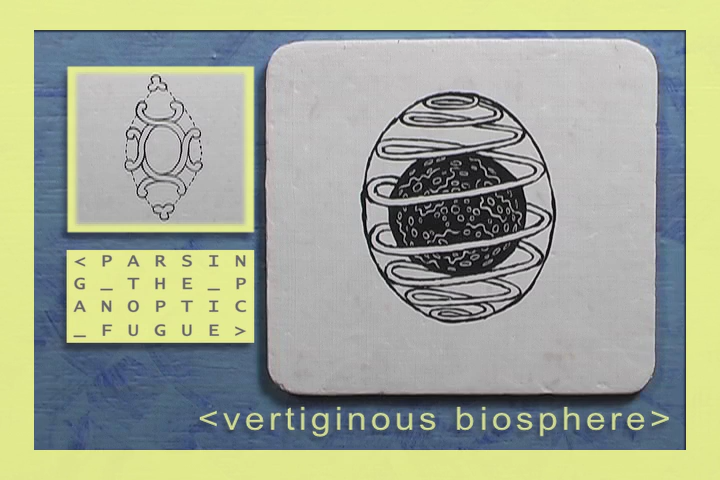 < P A R S I N
G _ T H E _ P
A N O P T I C
_ F U G U E >
<vertiginous biosphere>